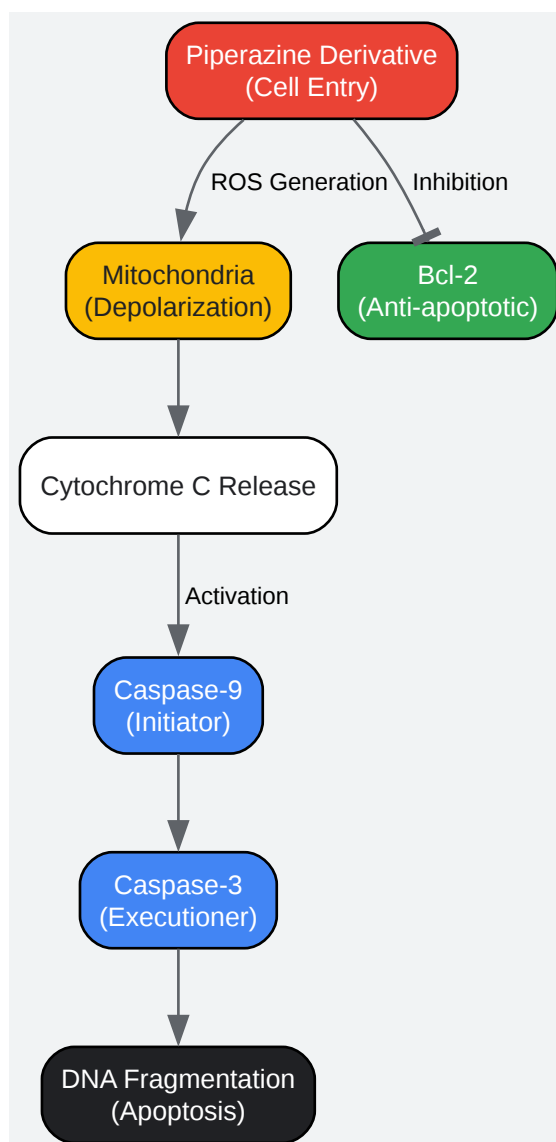 Piperazine Derivative
(Cell Entry)
ROS Generation
Inhibition
Mitochondria
(Depolarization)
Bcl-2
(Anti-apoptotic)
Cytochrome C Release
Activation
Caspase-9
(Initiator)
Caspase-3
(Executioner)
DNA Fragmentation
(Apoptosis)